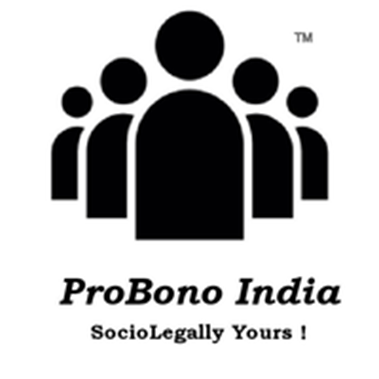 TM
ProBono India
SocioLegally Yours !